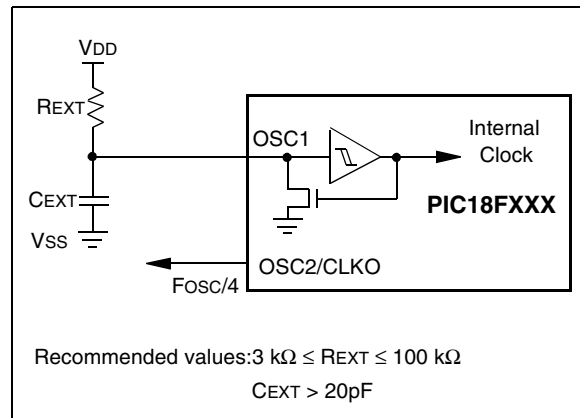 VDD
REXT
OSC1
Internal
Clock
CEXT
PIC18FXXX
VSS
OSC2/CLKO
FOSC/4
Recommended values:3 kΩ ≤ REXT ≤ 100 kΩ
CEXT > 20pF